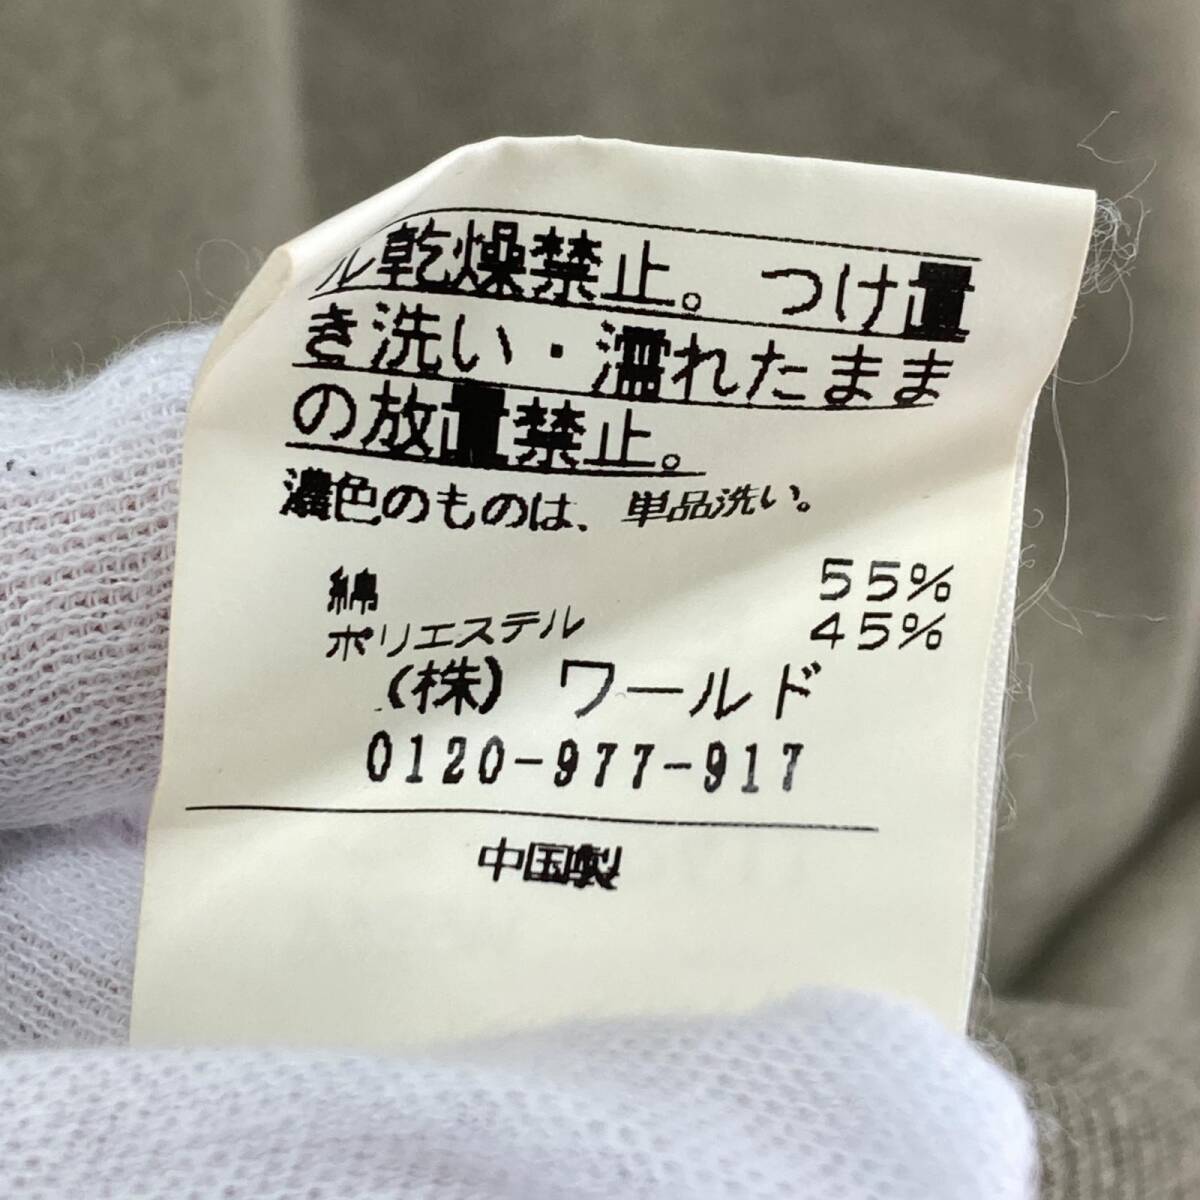 ル乾燥禁止。つけ置
き洗い・濡れたまま
の放置禁止。
濃色のものは、単品洗い。
綿 55%
ポリエステル 45%
(株)ワールド
0120-977-917
中国製